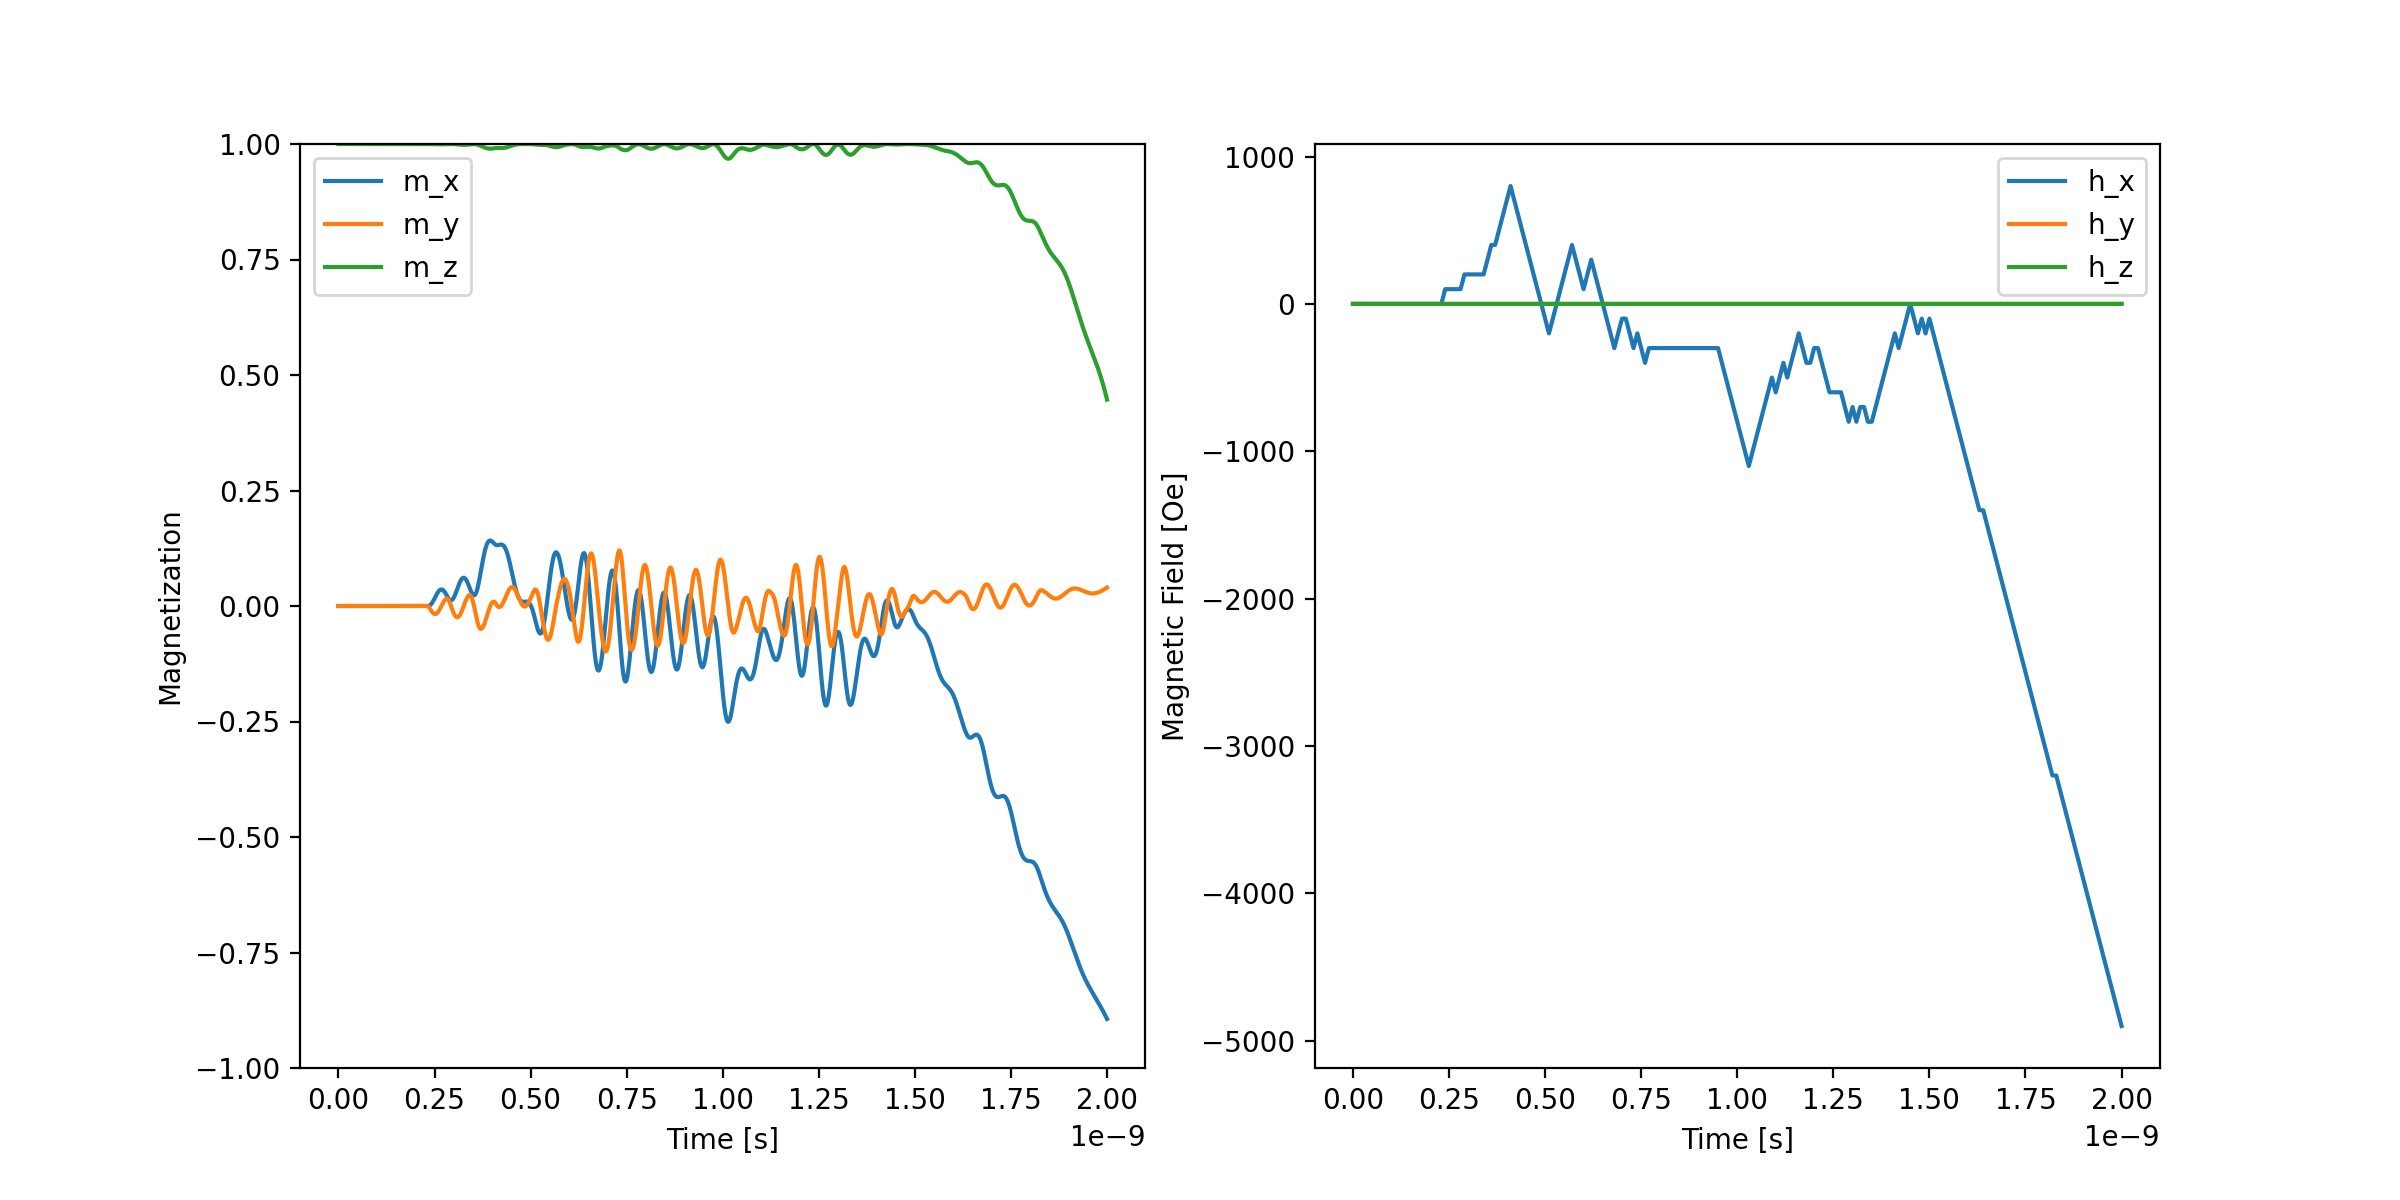 1.00
0.75
0.50
0.25
0.00
−0.25
−0.50
−0.75
−1.00
Magnetization
m_x
m_y
m_z
0.00 0.25 0.50 0.75 1.00 1.25 1.50 1.75 2.00
Time [s]
1e−9
1000
0
−1000
−2000
−3000
−4000
−5000
Magnetic Field [Oe]
h_x
h_y
h_z
0.00 0.25 0.50 0.75 1.00 1.25 1.50 1.75 2.00
Time [s]
1e−9